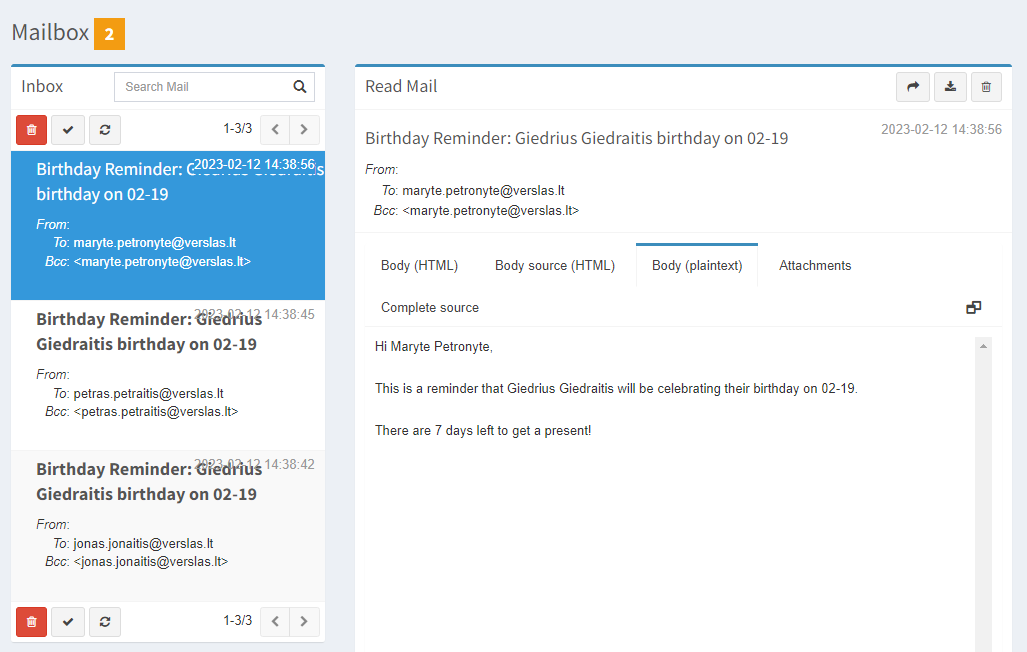 Mailbox 2
Inbox
Search Mail
1-3/3
Birthday Reminder: Giedrius Giedraitis
2023-02-12 14:38:56
birthday on 02-19
From:
To: maryte.petronyte@verslas.lt
Bcc: <maryte.petronyte@verslas.lt>
Birthday Reminder: Giedrius
2023-02-12 14:38:45
Giedraitis birthday on 02-19
From:
To: petras.petraitis@verslas.lt
Bcc: <petras.petraitis@verslas.lt>
Birthday Reminder: Giedrius
2023-02-12 14:38:42
Giedraitis birthday on 02-19
From:
To: jonas.jonaitis@verslas.lt
Bcc: <jonas.jonaitis@verslas.lt>
1-3/3
Read Mail
Birthday Reminder: Giedrius Giedraitis birthday on 02-19
2023-02-12 14:38:56
From:
To: maryte.petronyte@verslas.lt
Bcc: <maryte.petronyte@verslas.lt>
Body (HTML) Body source (HTML) Body (plaintext) Attachments
Complete source
Hi Maryte Petronyte,
This is a reminder that Giedrius Giedraitis will be celebrating their birthday on 02-19.
There are 7 days left to get a present!